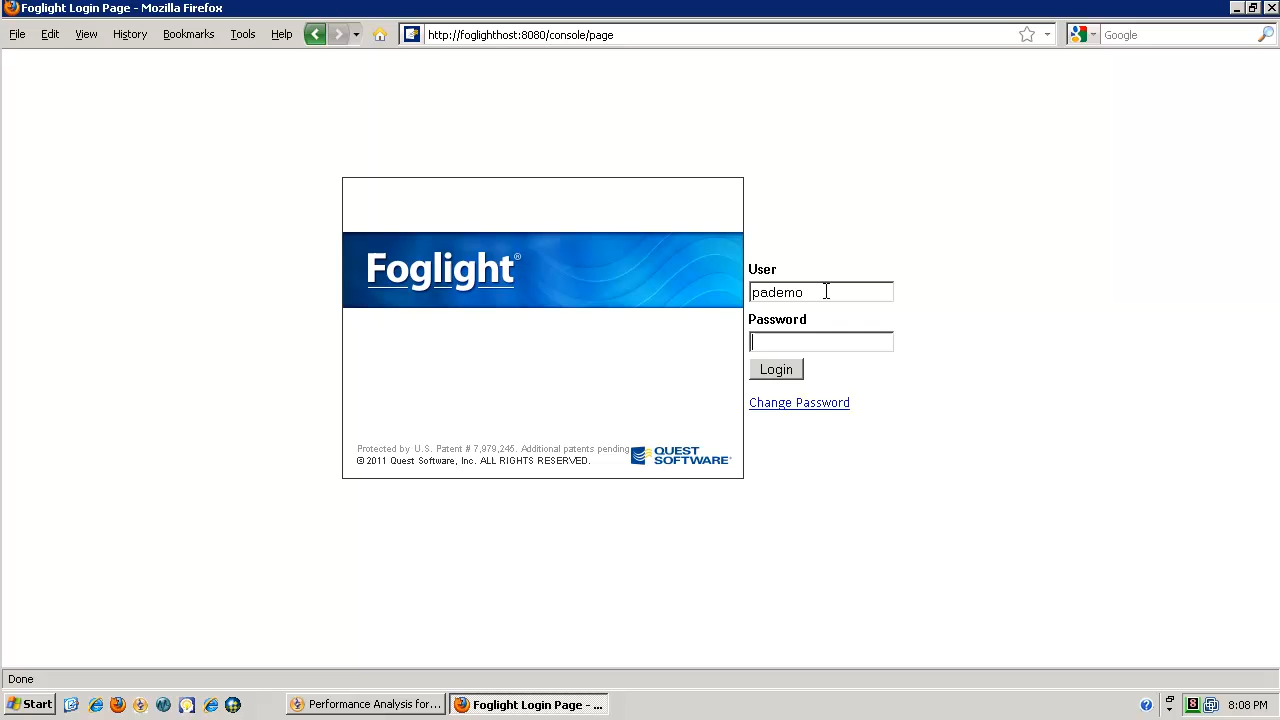 Foglight Login Page - Mozilla Firefox
File Edit View History Bookmarks Tools Help
http://foglighthost:8080/console/page
Google
Foglight®
User
pademo
Password
Login
Change Password
Protected by U.S. Patent # 7,979,245. Additional patents pending
© 2011 Quest Software, Inc. ALL RIGHTS RESERVED.
QUEST
SOFTWARE®
Done
Start
Performance Analysis for...
Foglight Login Page - ...
8:08 PM